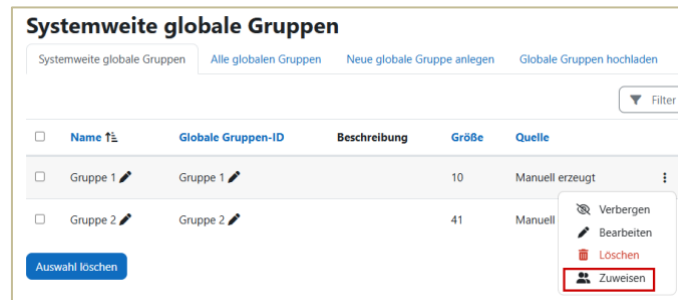 Systemweite globale Gruppen
Systemweite globale Gruppen Alle globalen Gruppen Neue globale Gruppe anlegen Globale Gruppen hochladen
Filter
Name Globale Gruppen-ID Beschreibung Größe Quelle
Gruppe 1 Gruppe 1 10 Manuell erzeugt
Gruppe 2 Gruppe 2 41 Manuell
Verbergen
Bearbeiten
Löschen
Zuweisen
Auswahl löschen